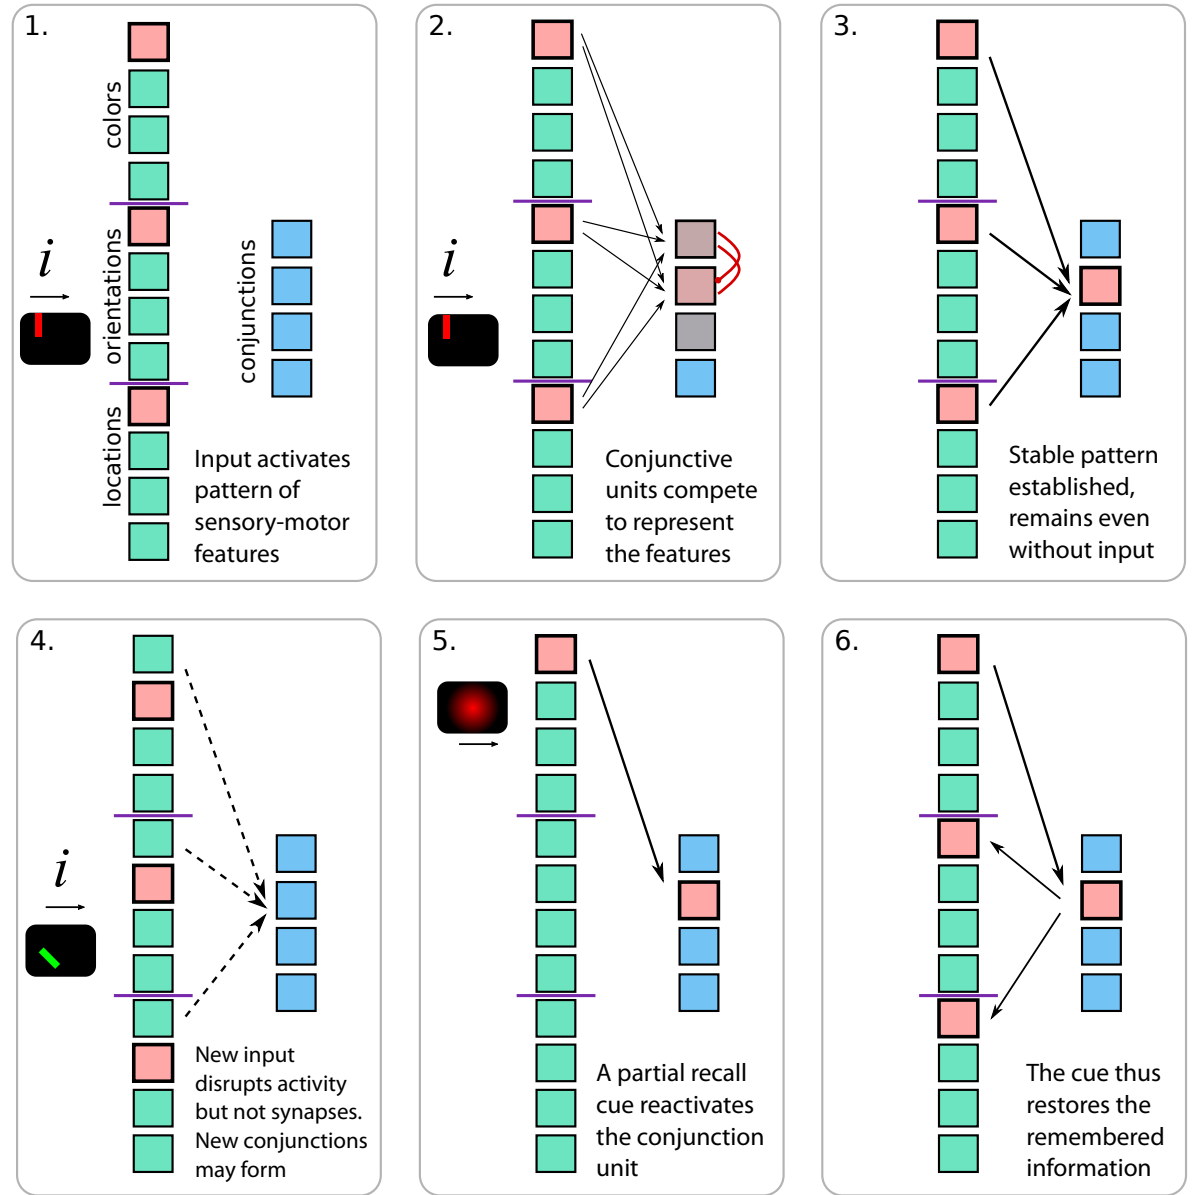 1.
colors
orientations
locations
conjunctions
i
Input activates
pattern of
sensory-motor
features
2.
i
Conjunctive
units compete
to represent
the features
3.
Stable pattern
established,
remains even
without input
4.
i
New input
disrupts activity
but not synapses.
New conjunctions
may form
5.
A partial recall
cue reactivates
the conjunction
unit
6.
The cue thus
restores the
remembered
information